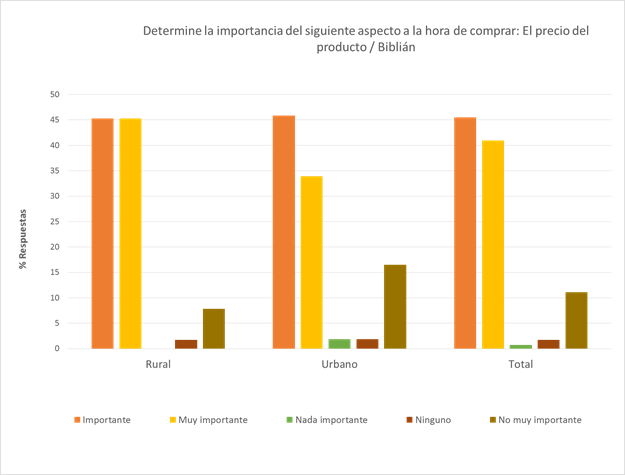 Determine la importancia del siguiente aspecto a la hora de comprar: El precio del
producto / Biblián
50
45
40
35
30
25
20
15
10
5
0
% Respuestas
Rural Urbano Total
Importante Muy importante Nada importante Ninguno No muy importante